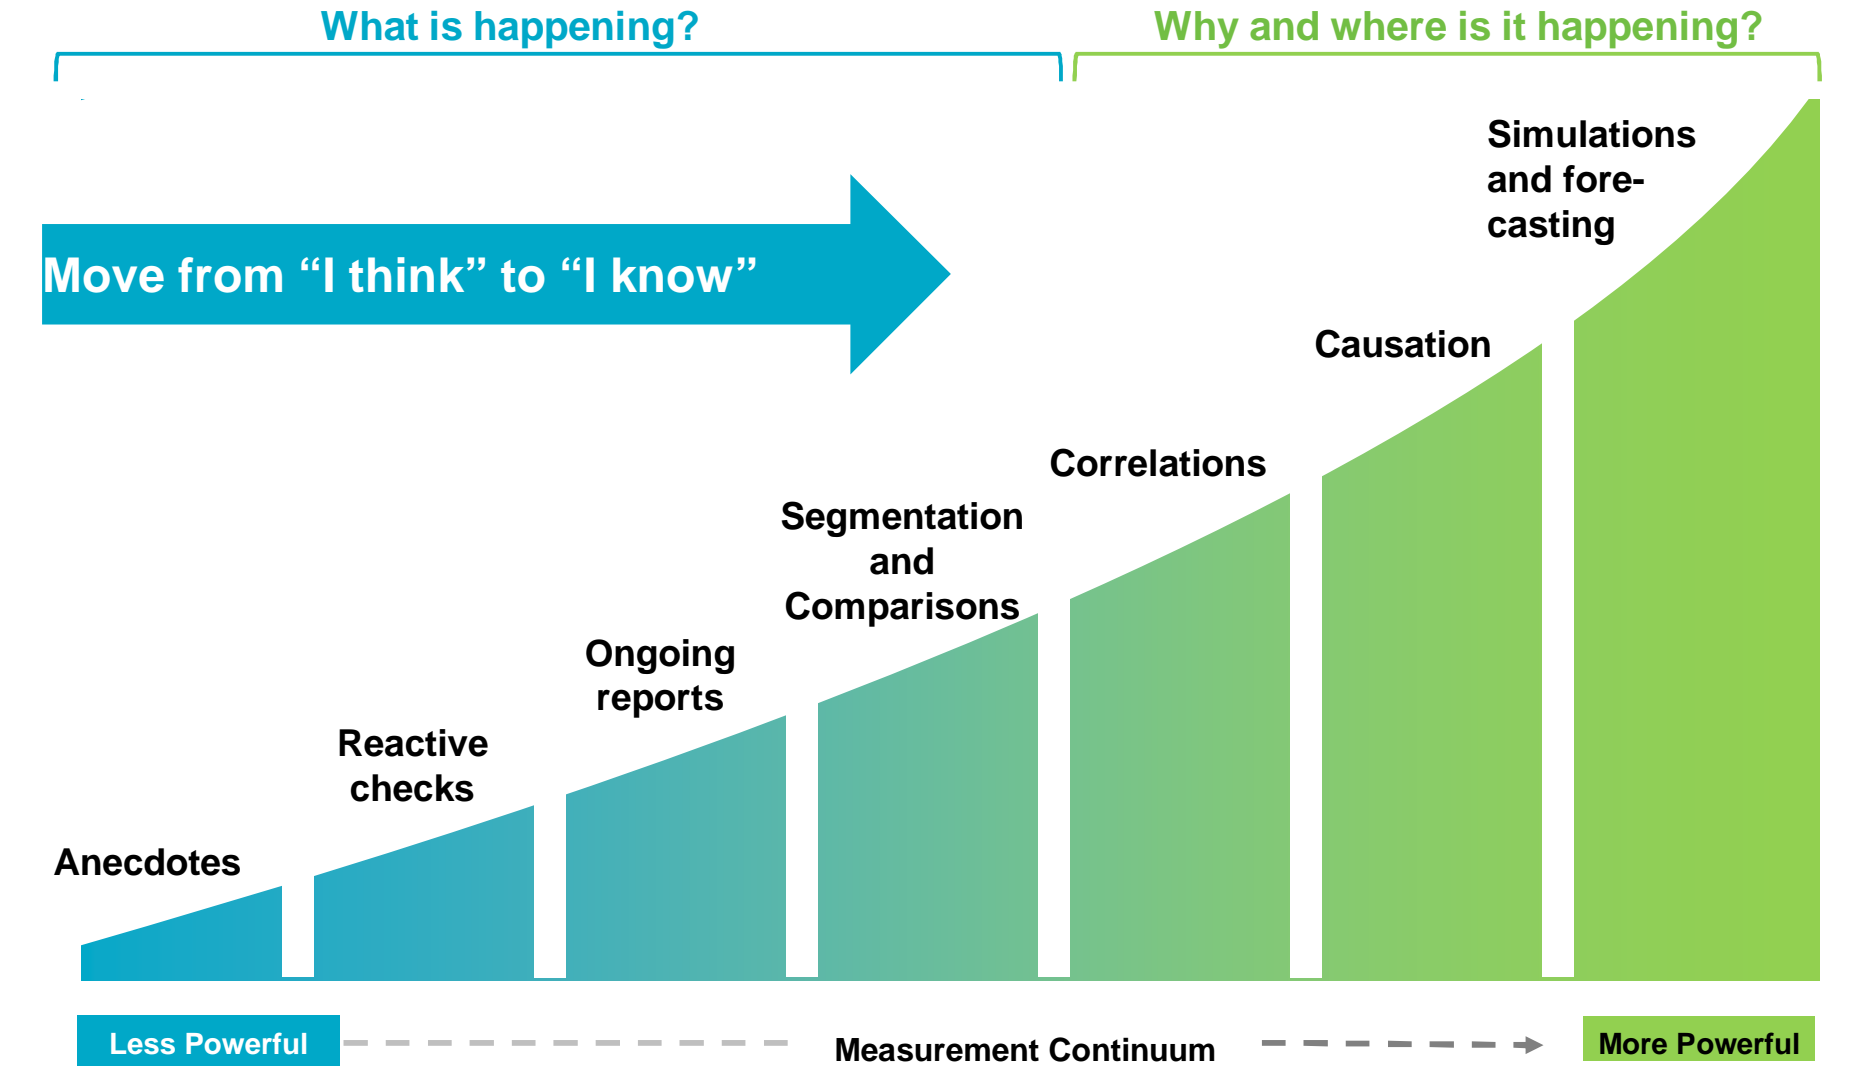 What is happening?
Why and where is it happening?
Simulations
and fore-
casting
Move from “I think” to “I know”
Causation
Correlations
Segmentation
and
Comparisons
Ongoing
reports
Reactive
checks
Anecdotes
Less Powerful
Measurement Continuum
More Powerful